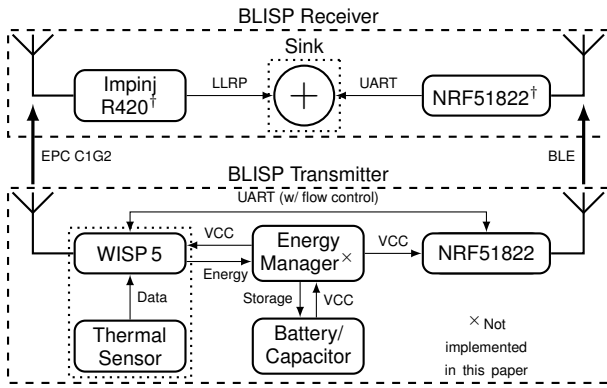 BLISP Receiver
Sink
Impinj
R420†
LLRP
+
UART
NRF51822†
EPC C1G2
BLE
BLISP Transmitter
UART (w/ flow control)
WISP 5
VCC
Energy
Energy
Manager×
VCC
NRF51822
Data
Storage
VCC
Thermal
Sensor
Battery/
Capacitor
× Not
implemented
in this paper